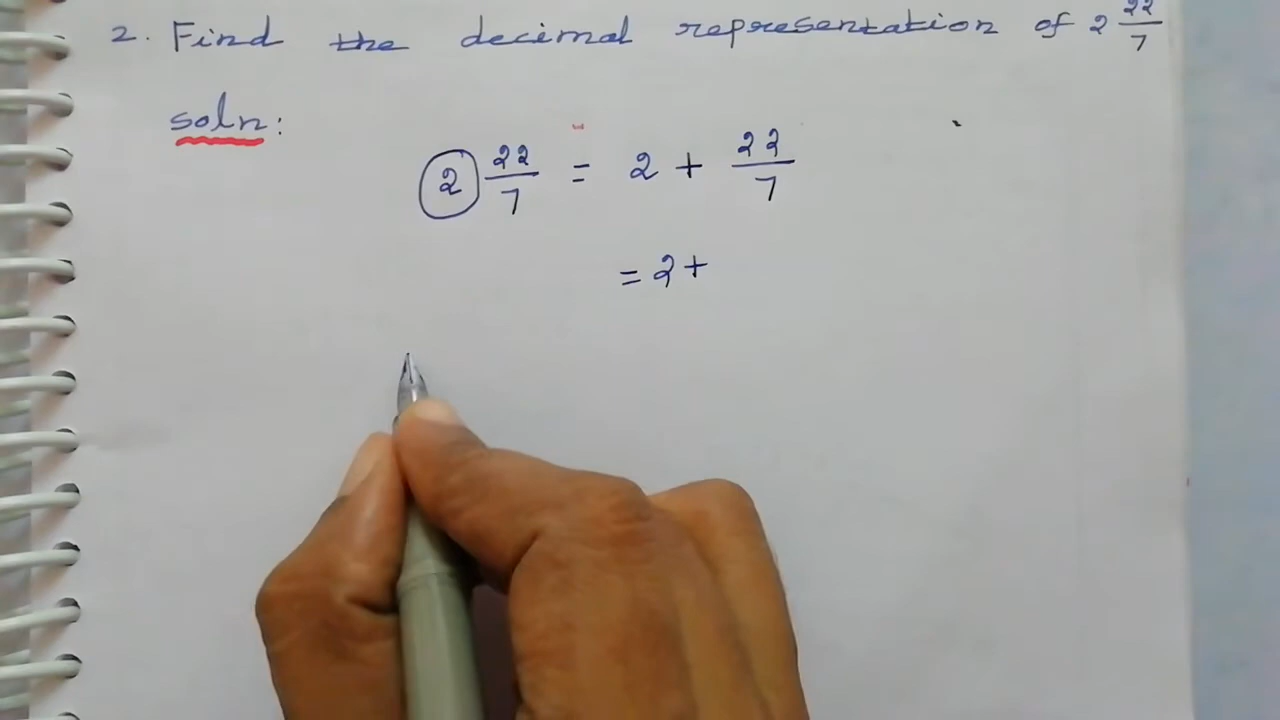 2. Find the decimal representation of 2 22/7
soln:
2 22/7 = 2 + 22/7
= 2 +